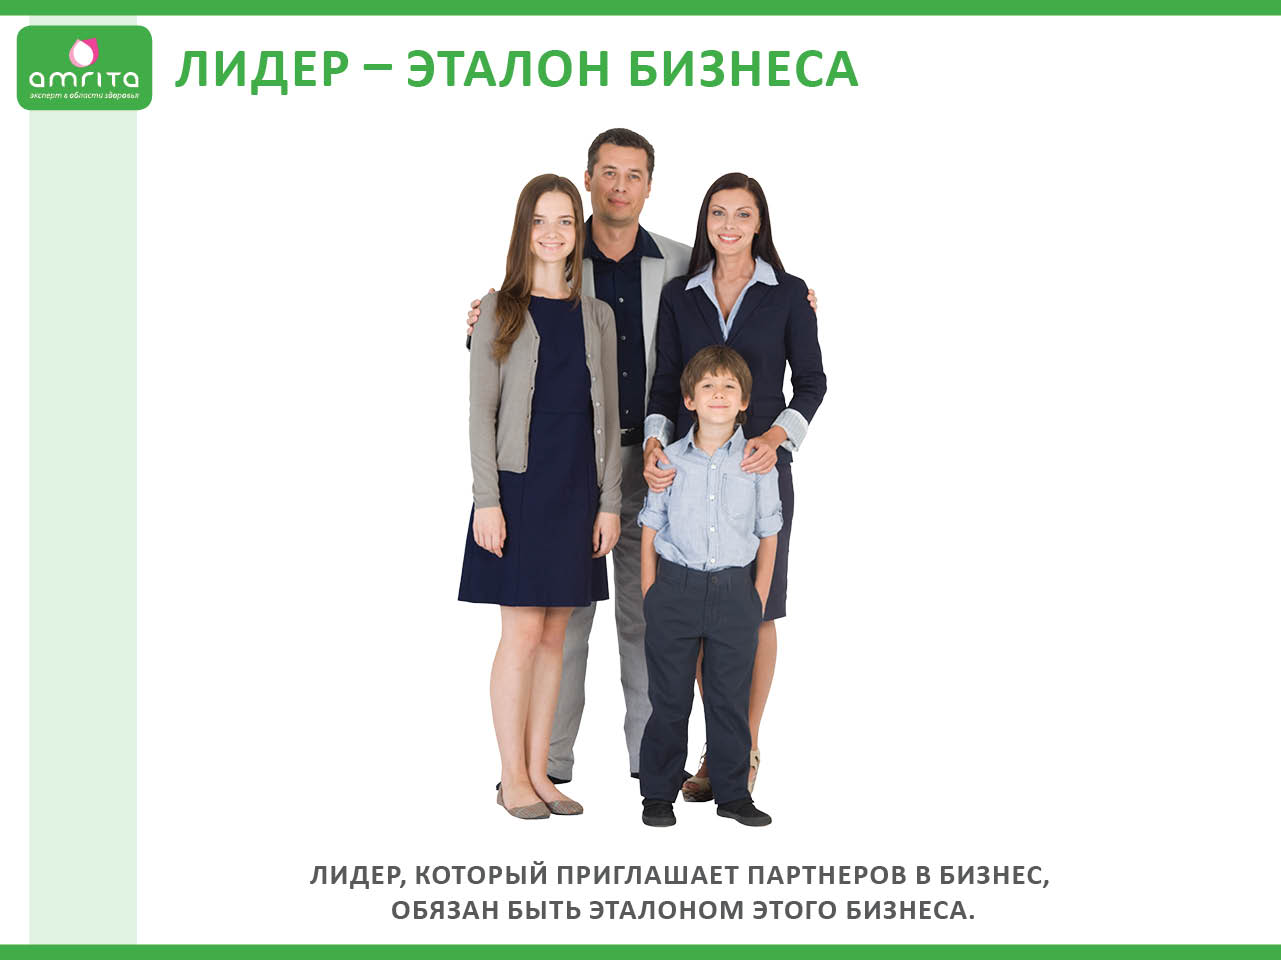 amrita
эксперт в области здоровья
ЛИДЕР – ЭТАЛОН БИЗНЕСА
ЛИДЕР, КОТОРЫЙ ПРИГЛАШАЕТ ПАРТНЕРОВ В БИЗНЕС,
ОБЯЗАН БЫТЬ ЭТАЛОНОМ ЭТОГО БИЗНЕСА.